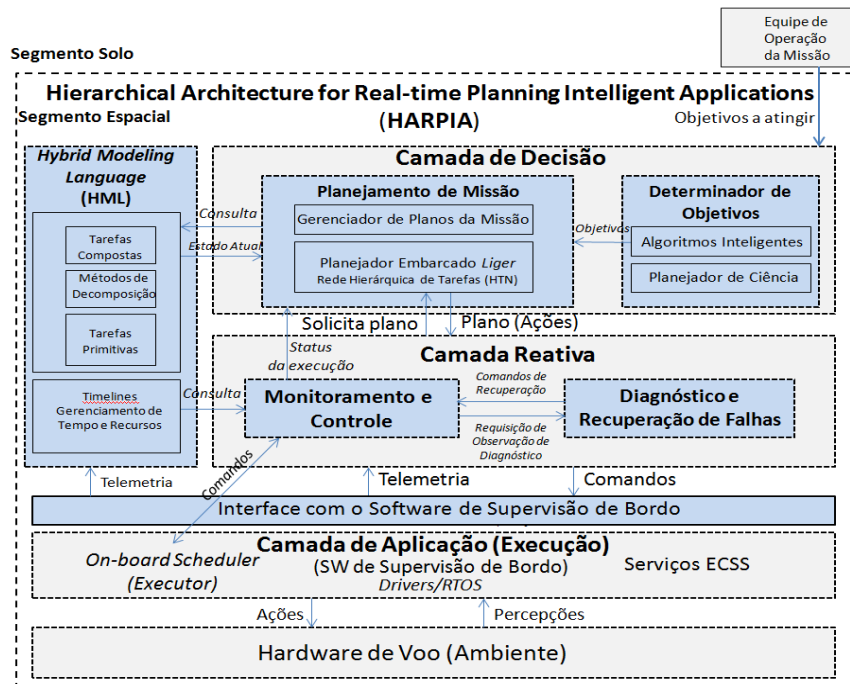 Equipe de
Operação
da Missão
Segmento Solo
Hierarchical Architecture for Real-time Planning Intelligent Applications
(HARPIA)
Segmento Espacial
Objetivos a atingir
Hybrid Modeling
Language
(HML)
Tarefas
Compostas
Métodos de
Decomposição
Tarefas
Primitivas
Timelines
Gerenciamento de
Tempo e Recursos
Consulta
Estado Atual
Camada de Decisão
Planejamento de Missão
Gerenciador de Planos da Missão
Planejador Embarcado Liger
Rede Hierárquica de Tarefas (HTN)
Objetivos
Determinador de
Objetivos
Algoritmos Inteligentes
Planejador de Ciência
Solicita plano
Plano (Ações)
Status
da execução
Camada Reativa
Consulta
Monitoramento e
Controle
Comandos de
Recuperação
Requisição de
Observação de
Diagnóstico
Diagnóstico e
Recuperação de Falhas
Telemetria
Comandos
Telemetria
Comandos
Interface com o Software de Supervisão de Bordo
Camada de Aplicação (Execução)
(SW de Supervisão de Bordo)
Drivers/RTOS
On-board Scheduler
(Executor)
Serviços ECSS
Ações
Percepções
Hardware de Voo (Ambiente)